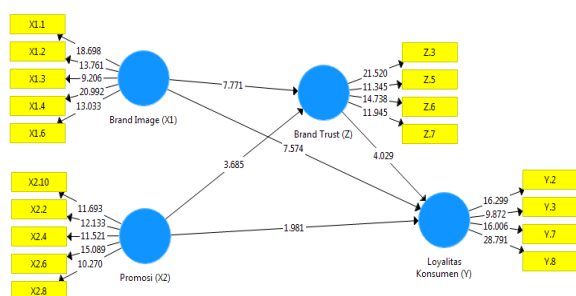 X1.1
X1.2
X1.3
X1.4
X1.6
18.698
13.761
9.206
20.992
13.033
Brand Image (X1)
7.771
7.574
3.685
1.981
4.029
Z.3
Z.5
Z.6
Z.7
21.520
11.345
14.738
11.945
Brand Trust (Z)
X2.10
X2.2
X2.4
X2.6
X2.8
11.693
12.133
11.521
15.089
10.270
Promosi (X2)
Y.2
Y.3
Y.7
Y.8
16.299
9.872
16.006
28.791
Loyalitas
Konsumen (Y)